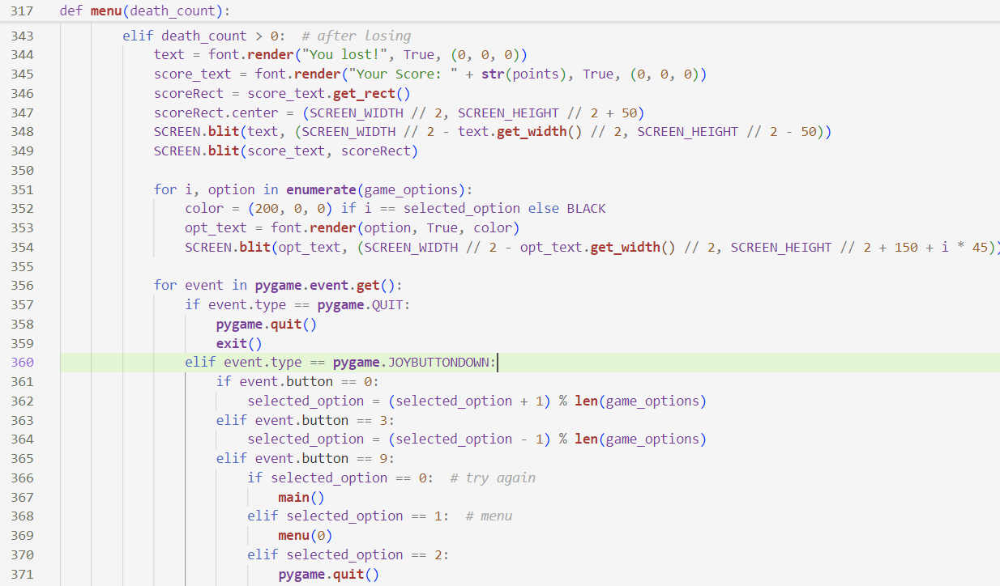 317 def menu(death_count):
343 elif death_count > 0:  # after losing
344 text = font.render("You lost!", True, (0, 0, 0))
345 score_text = font.render("Your Score: " + str(points), True, (0, 0, 0))
346 scoreRect = score_text.get_rect()
347 scoreRect.center = (SCREEN_WIDTH // 2, SCREEN_HEIGHT // 2 + 50)
348 SCREEN.blit(text, (SCREEN_WIDTH // 2 - text.get_width() // 2, SCREEN_HEIGHT // 2 - 50))
349 SCREEN.blit(score_text, scoreRect)
350
351 for i, option in enumerate(game_options):
352 color = (200, 0, 0) if i == selected_option else BLACK
353 opt_text = font.render(option, True, color)
354 SCREEN.blit(opt_text, (SCREEN_WIDTH // 2 - opt_text.get_width() // 2, SCREEN_HEIGHT // 2 + 150 + i * 45))
355
356 for event in pygame.event.get():
357 if event.type == pygame.QUIT:
358 pygame.quit()
359 exit()
360 elif event.type == pygame.JOYBUTTONDOWN:
361 if event.button == 0:
362 selected_option = (selected_option + 1) % len(game_options)
363 elif event.button == 3:
364 selected_option = (selected_option - 1) % len(game_options)
365 elif event.button == 9:
366 if selected_option == 0:  # try again
367 main()
368 elif selected_option == 1:  # menu
369 menu(0)
370 elif selected_option == 2:
371 pygame.quit()